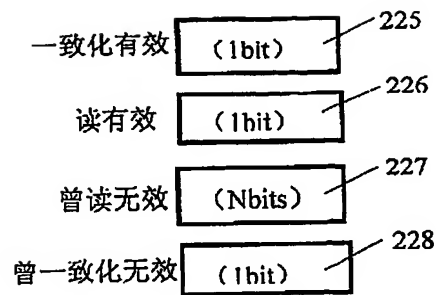 225
一致化有效 （1bit）
226
读有效 （1bit）
227
曾读无效 （Nbits）
228
曾一致化无效 （1bit）